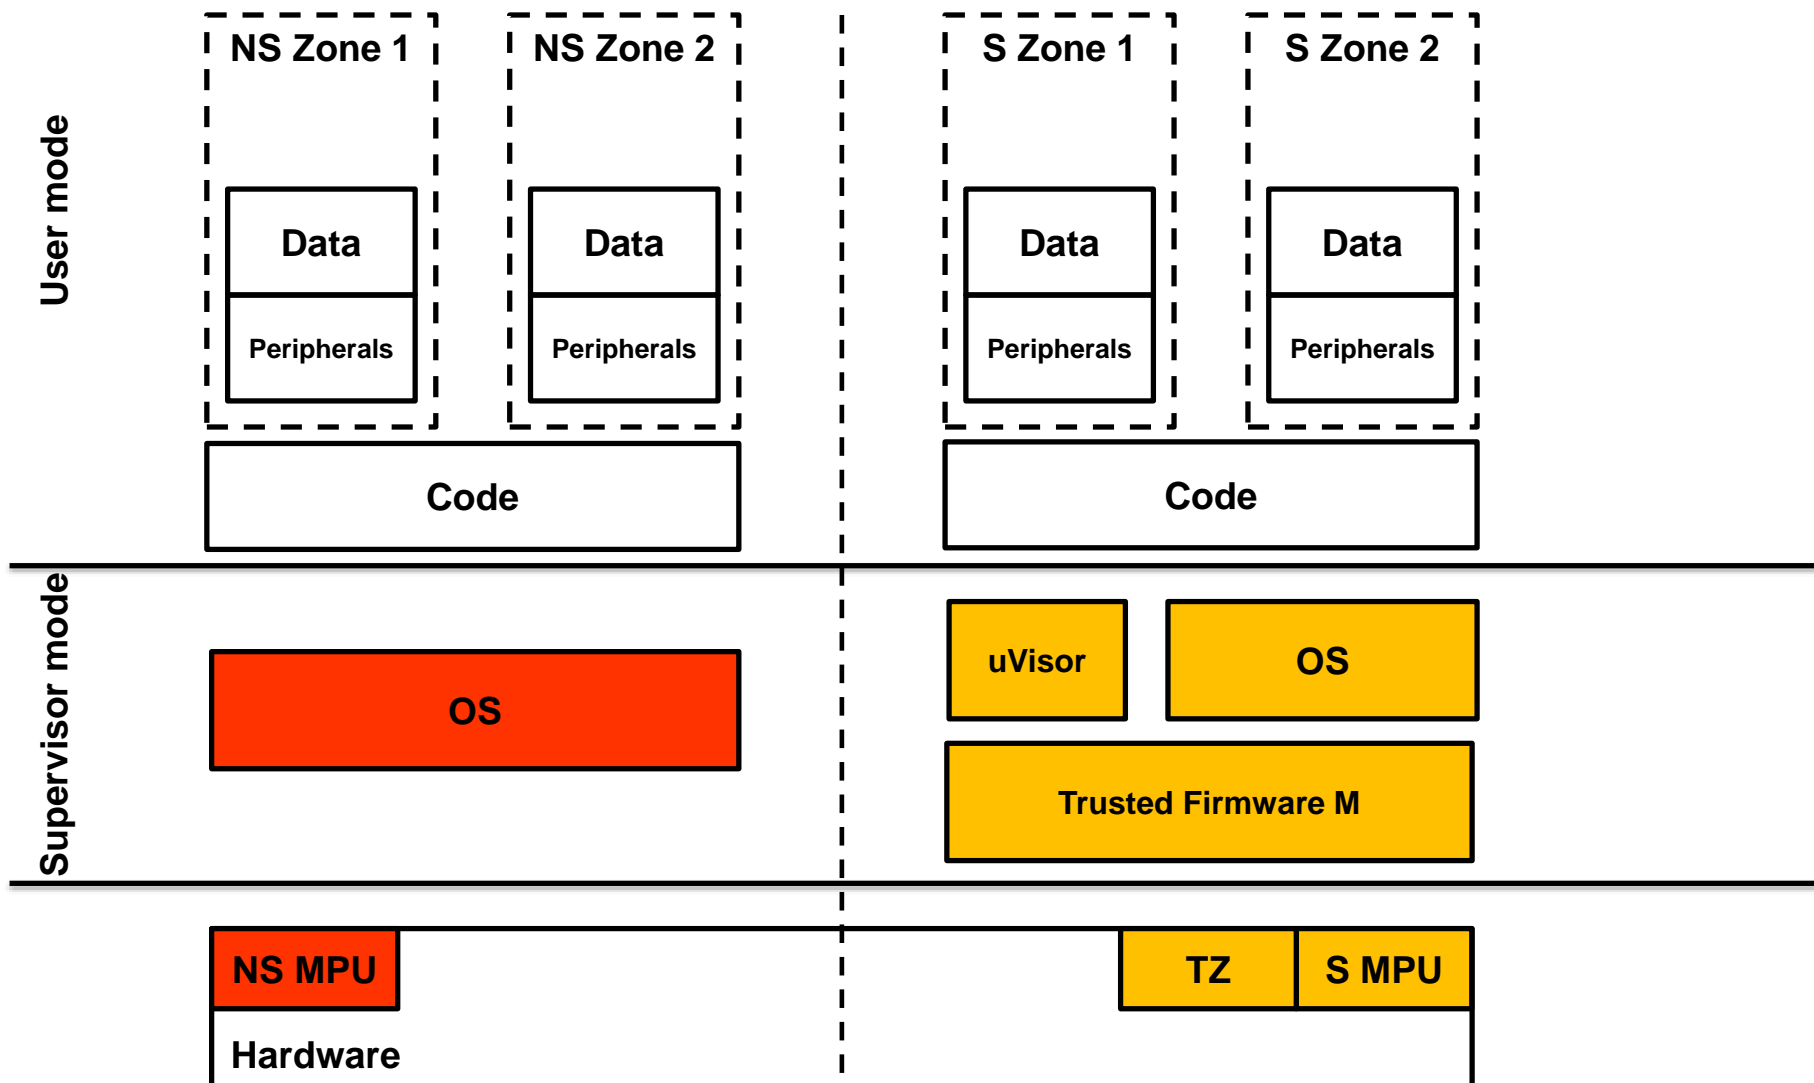 NS Zone 1
NS Zone 2
S Zone 1
S Zone 2
User mode
Data
Data
Data
Data
Peripherals
Peripherals
Peripherals
Peripherals
Code
Code
Supervisor mode
uVisor
OS
OS
Trusted Firmware M
NS MPU
TZ
S MPU
Hardware